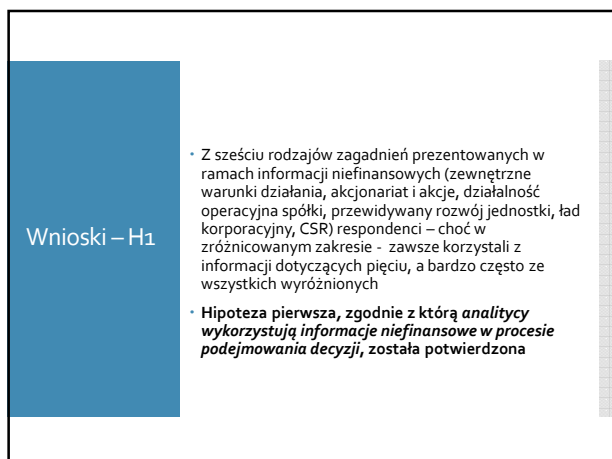 Wnioski – H1
• Z sześciu rodzajów zagadnień prezentowanych w
ramach informacji niefinansowych (zewnętrzne
warunki działania, akcjonariat i akcje, działalność
operacyjna spółki, przewidywany rozwój jednostki, ład
korporacyjny, CSR) respondenci – choć w
zróżnicowanym zakresie - zawsze korzystali z
informacji dotyczących pięciu, a bardzo często ze
wszystkich wyróżnionych
• Hipoteza pierwsza, zgodnie z którą analitycy
wykorzystują informacje niefinansowe w procesie
podejmowania decyzji, została potwierdzona